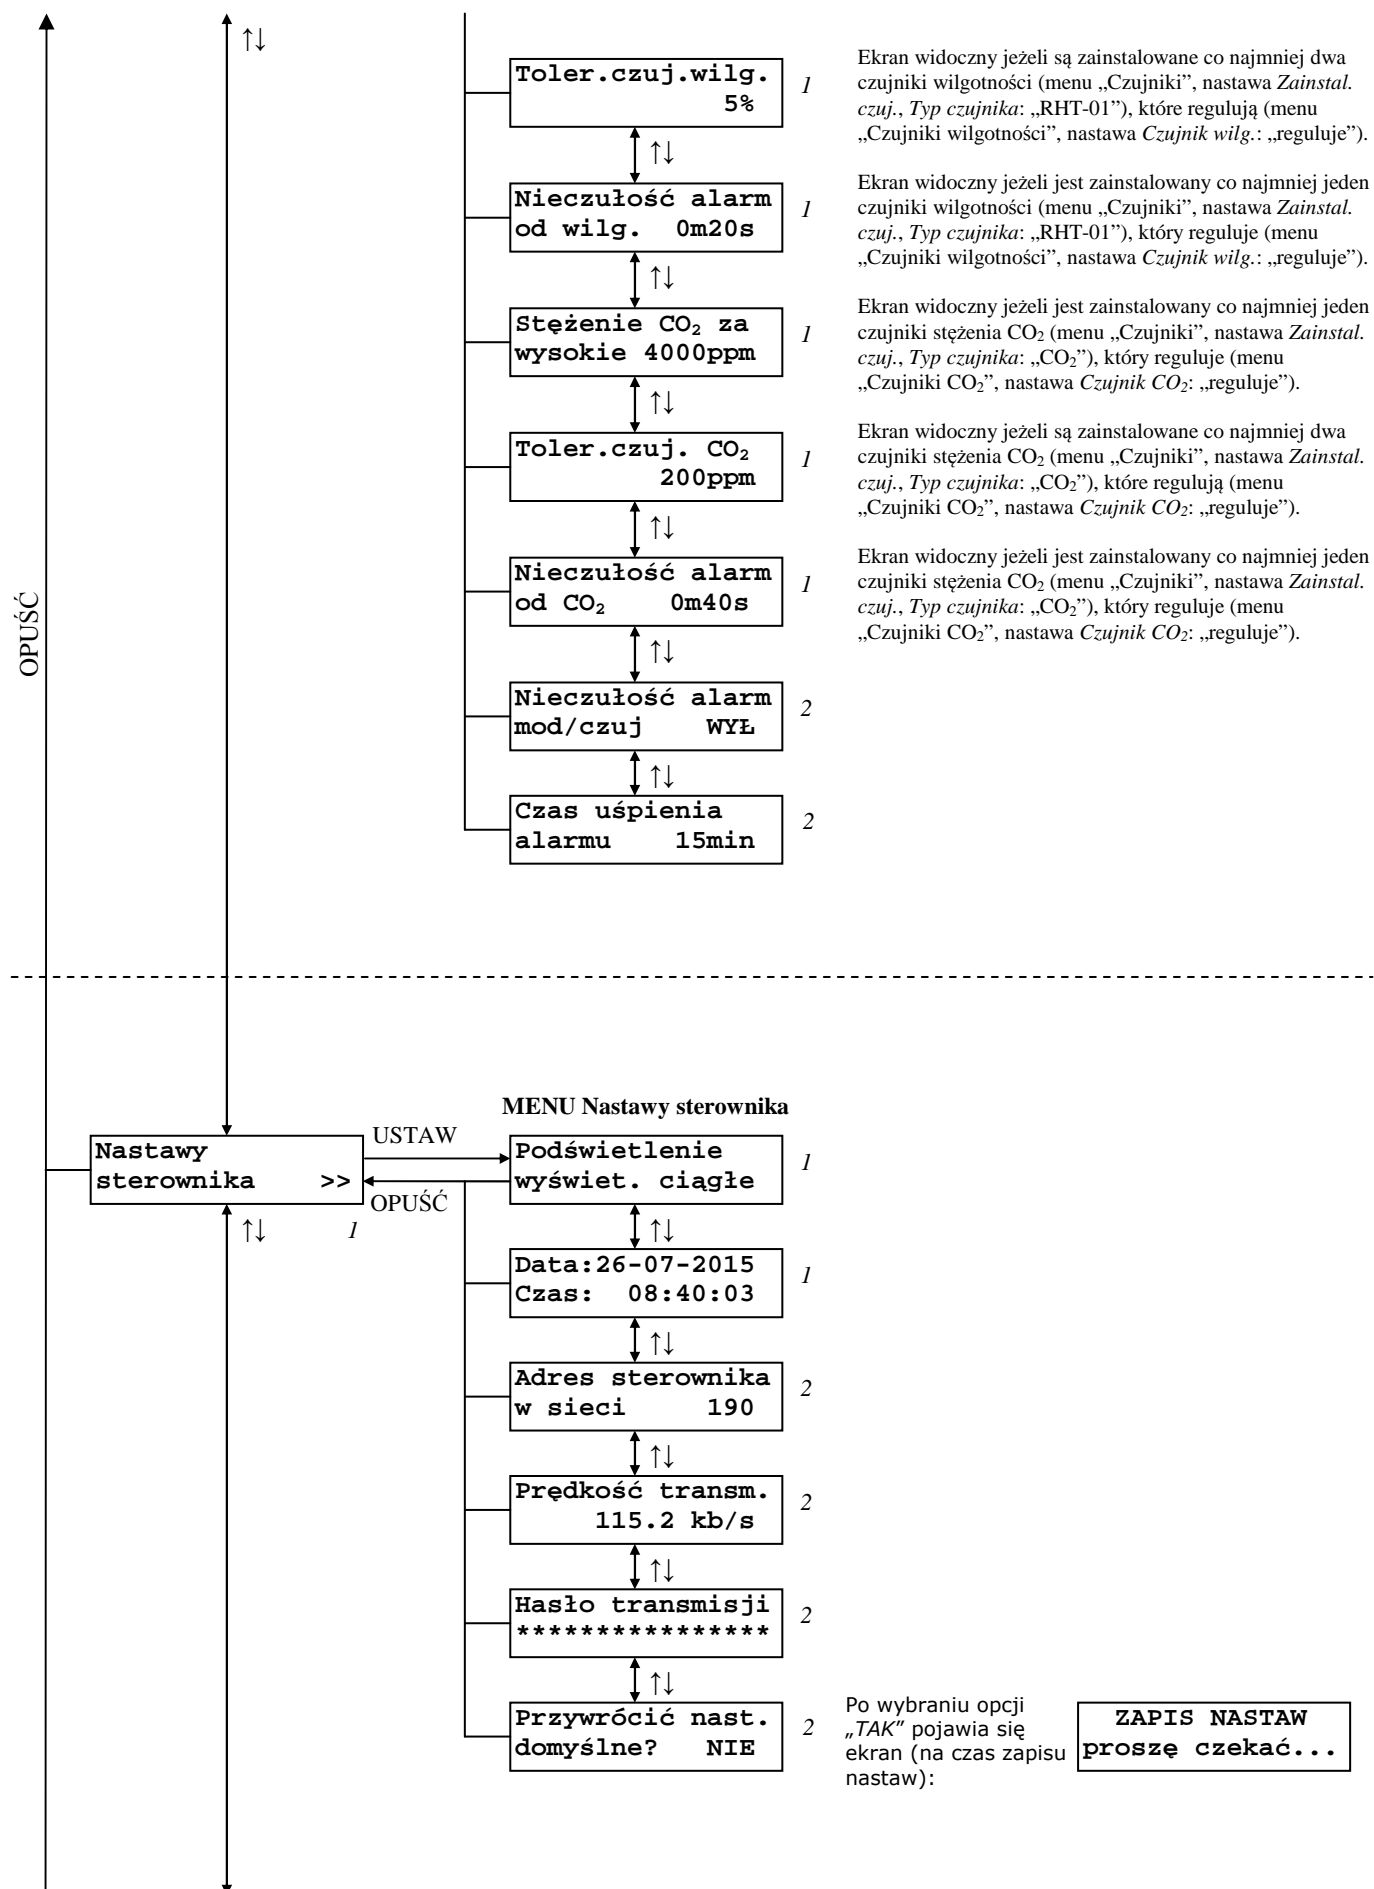 ↑↓
Toler.czuj.wilg.
5%
1
Ekran widoczny jeżeli są zainstalowane co najmniej dwa
czujniki wilgotności (menu „Czujniki”, nastawa Zainstal.
czuj., Typ czujnika: „RHT-01”), które regulują (menu
„Czujniki wilgotności”, nastawa Czujnik wilg.: „reguluje”).
↑↓
Nieczułość alarm
od wilg. 0m20s
1
Ekran widoczny jeżeli jest zainstalowany co najmniej jeden
czujniki wilgotności (menu „Czujniki”, nastawa Zainstal.
czuj., Typ czujnika: „RHT-01”), który reguluje (menu
„Czujniki wilgotności”, nastawa Czujnik wilg.: „reguluje”).
↑↓
Stężenie CO₂ za
wysokie 4000ppm
1
Ekran widoczny jeżeli jest zainstalowany co najmniej jeden
czujniki stężenia CO₂ (menu „Czujniki”, nastawa Zainstal.
czuj., Typ czujnika: „CO₂”), który reguluje (menu
„Czujniki CO₂”, nastawa Czujnik CO₂: „reguluje”).
↑↓
Toler.czuj. CO₂
200ppm
1
Ekran widoczny jeżeli są zainstalowane co najmniej dwa
czujniki stężenia CO₂ (menu „Czujniki”, nastawa Zainstal.
czuj., Typ czujnika: „CO₂”), które regulują (menu
„Czujniki CO₂”, nastawa Czujnik CO₂: „reguluje”).
↑↓
Nieczułość alarm
od CO₂ 0m40s
1
Ekran widoczny jeżeli jest zainstalowany co najmniej jeden
czujniki stężenia CO₂ (menu „Czujniki”, nastawa Zainstal.
czuj., Typ czujnika: „CO₂”), który reguluje (menu
„Czujniki CO₂”, nastawa Czujnik CO₂: „reguluje”).
OPUŚĆ
↑↓
Nieczułość alarm
mod/czuj WYŁ
2
↑↓
Czas uśpienia
alarmu 15min
2
MENU Nastawy sterownika
Nastawy
sterownika >>
1
↑↓
USTAW
OPUŚĆ
Podświetlenie
wyświet. ciągłe
1
↑↓
Data:26-07-2015
Czas: 08:40:03
1
↑↓
Adres sterownika
w sieci 190
2
↑↓
Prędkość transm.
115.2 kb/s
2
↑↓
Hasło transmisji
****************
2
↑↓
Przywrócić nast.
domyślne? NIE
2
Po wybraniu opcji
„TAK” pojawia się
ekran (na czas zapisu
nastaw):
ZAPIS NASTAW
proszę czekać...